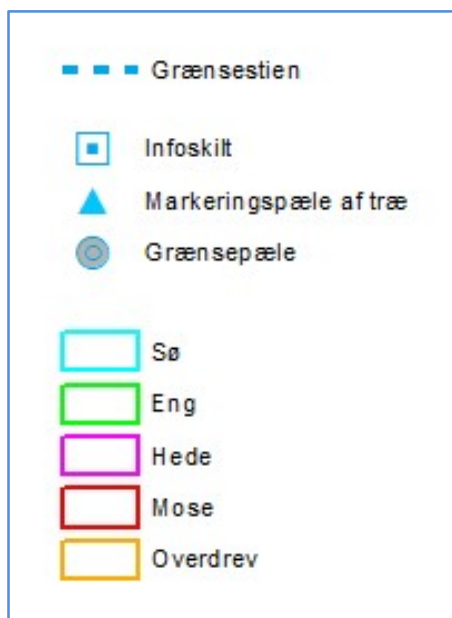 Grænsestien
Infoskilt
Markeringspæle af træ
Grænsepæle
Sø
Eng
Hede
Mose
Overdrev